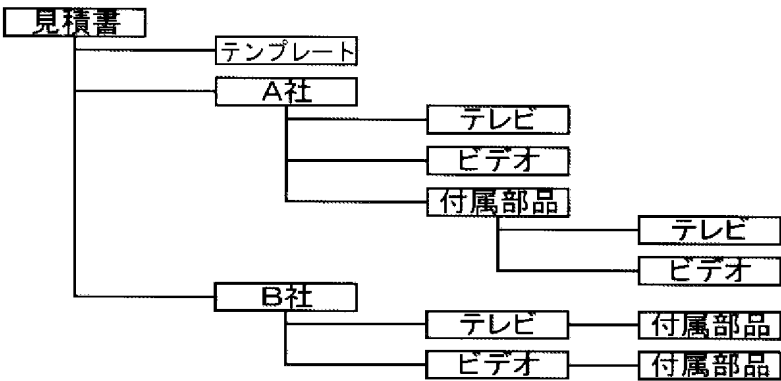 見積書
テンプレート
A社
テレビ
ビデオ
付属部品
テレビ
ビデオ
B社
テレビ 付属部品
ビデオ 付属部品